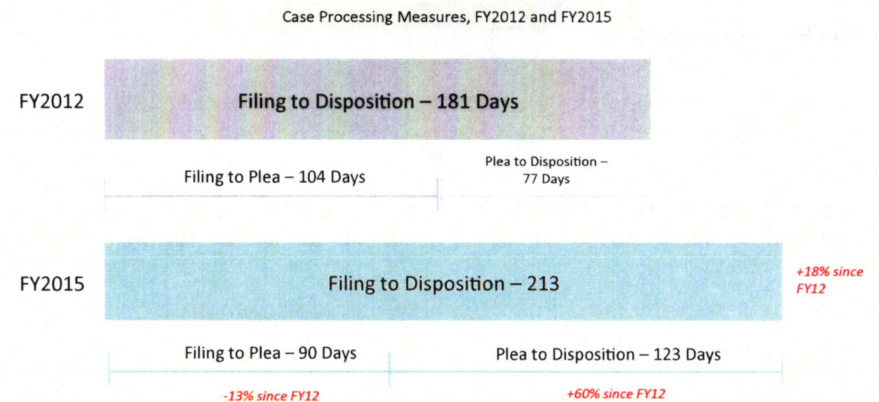 Case Processing Measures, FY2012 and FY2015
FY2012
Filing to Disposition – 181 Days
Filing to Plea – 104 Days
Plea to Disposition –
77 Days
FY2015
Filing to Disposition – 213
+18% since
FY12
Filing to Plea – 90 Days
Plea to Disposition – 123 Days
-13% since FY12
+60% since FY12